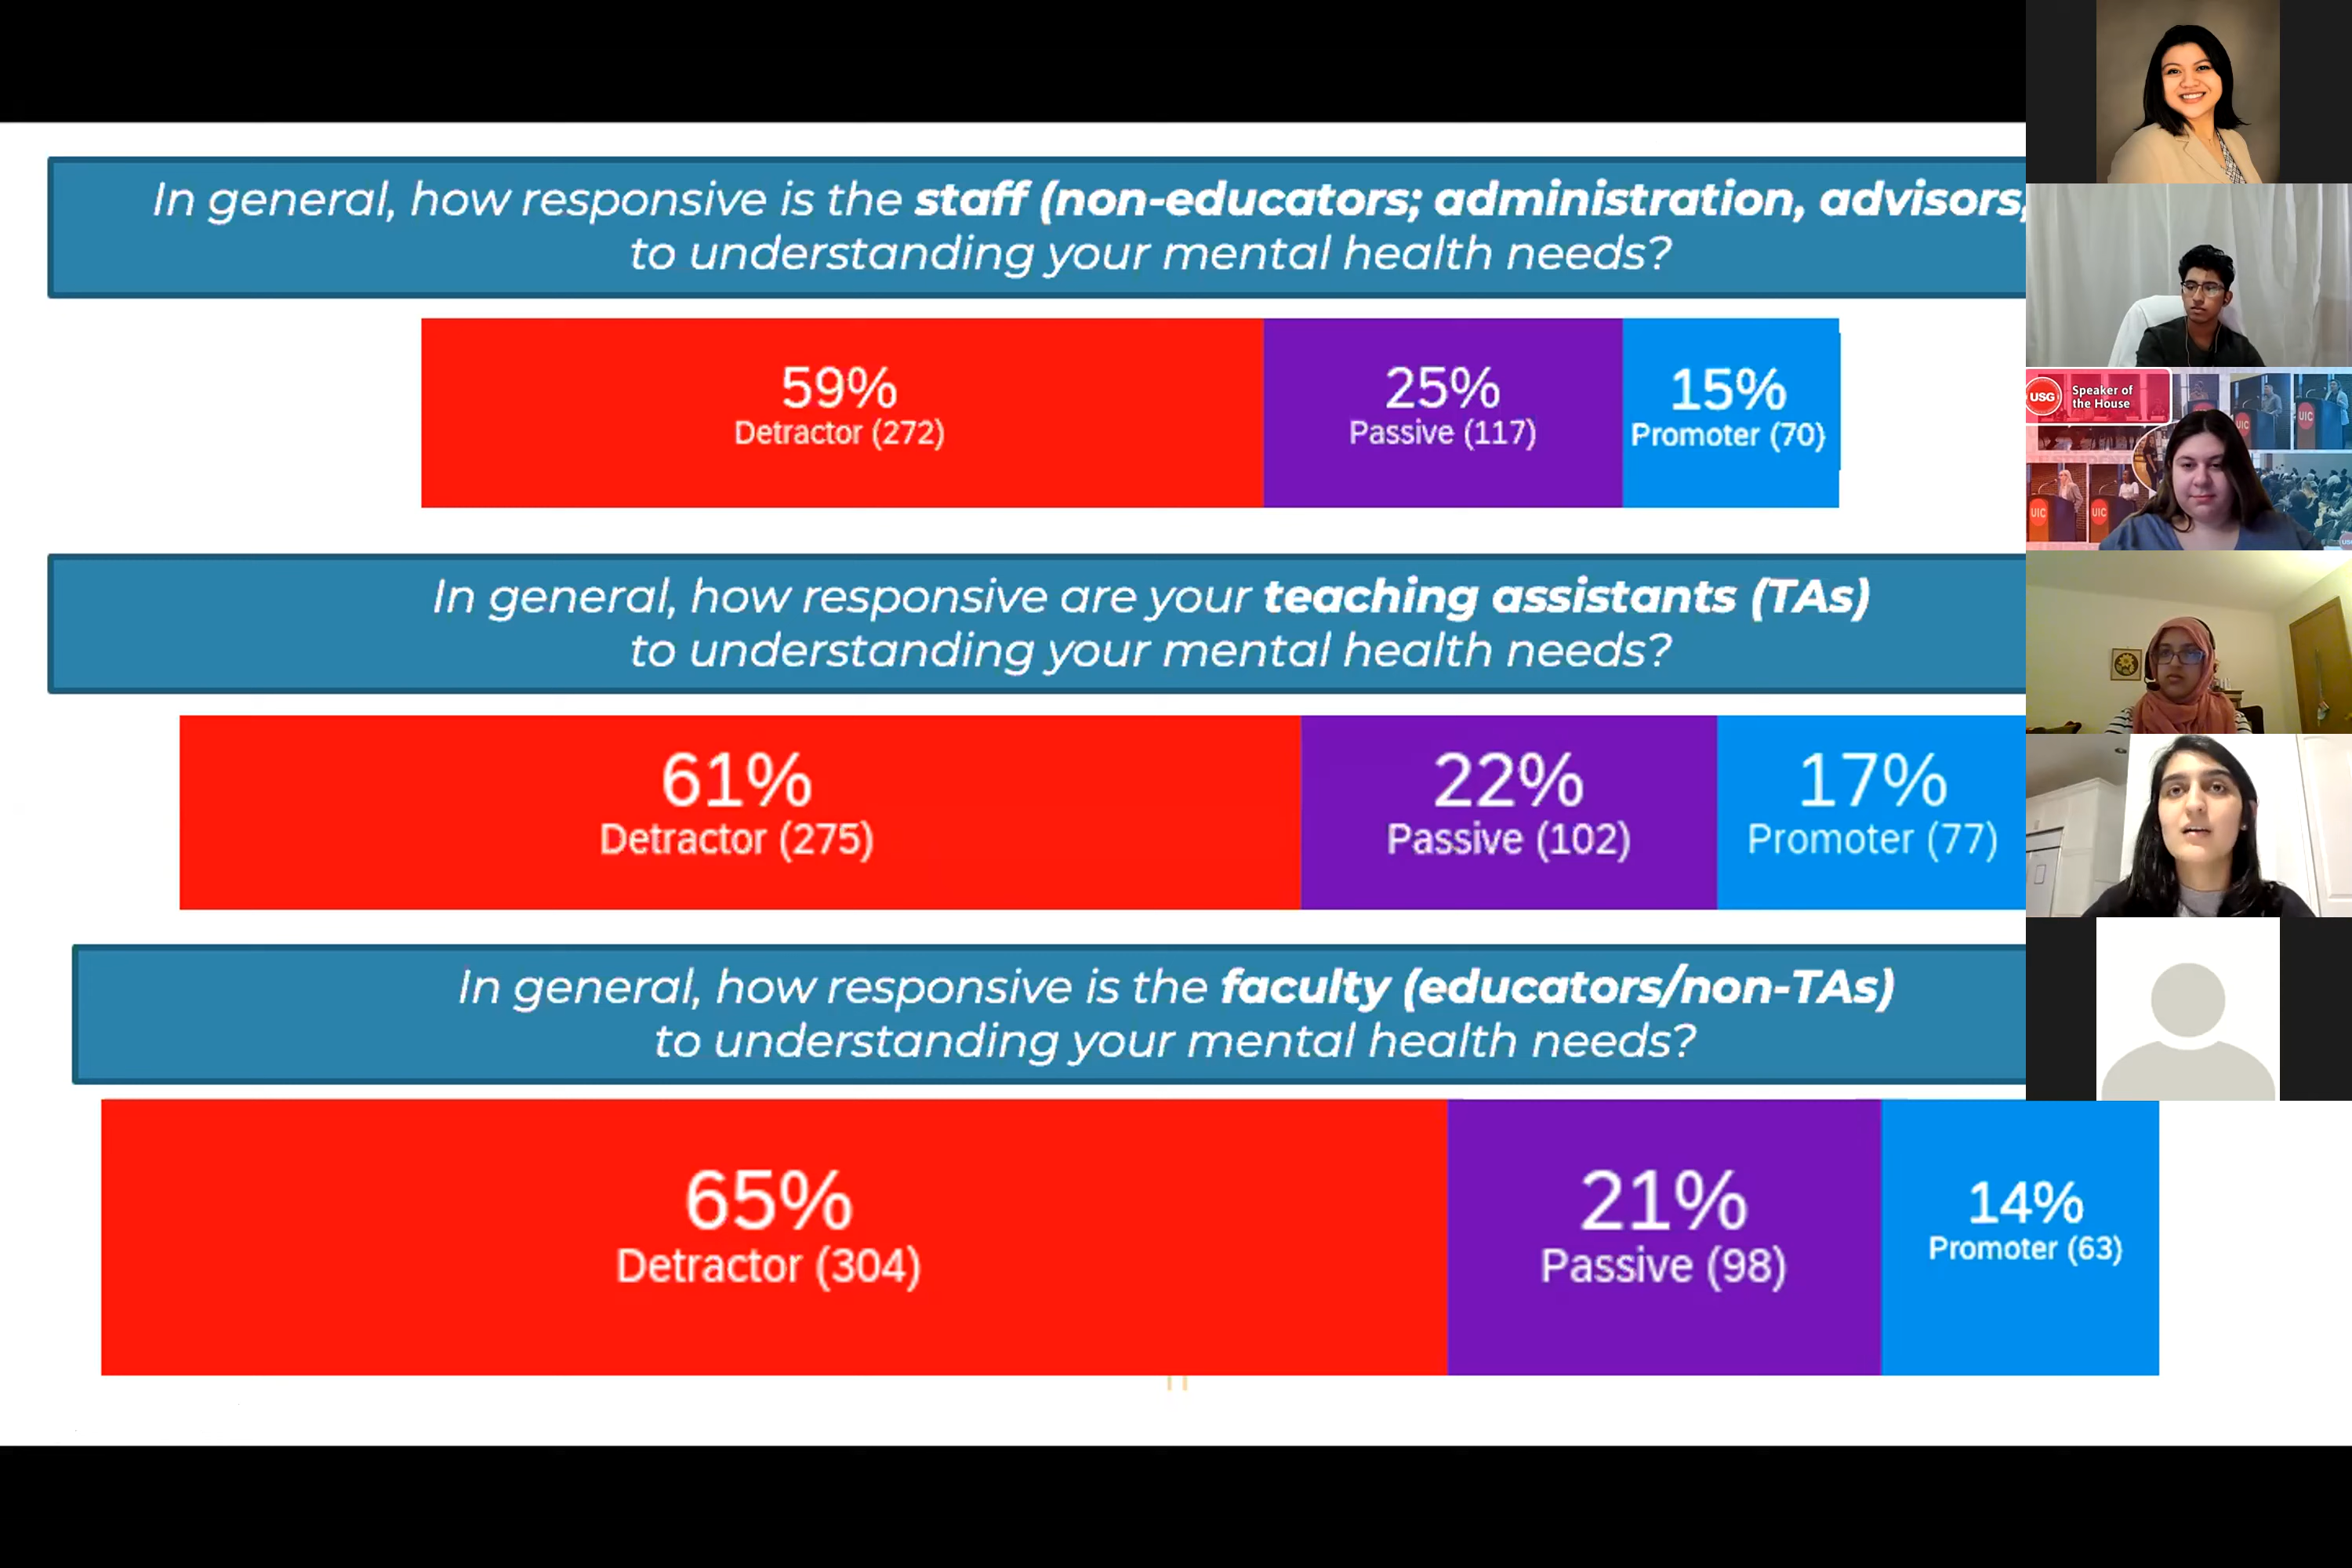 In general, how responsive is the staff (non-educators; administration, advisors,
to understanding your mental health needs?
59%
Detractor (272)
25%
Passive (117)
15%
Promoter (70)
In general, how responsive are your teaching assistants (TAs)
to understanding your mental health needs?
61%
Detractor (275)
22%
Passive (102)
17%
Promoter (77)
In general, how responsive is the faculty (educators/non-TAs)
to understanding your mental health needs?
65%
Detractor (304)
21%
Passive (98)
14%
Promoter (63)
USG
Speaker of
the House
UIC
UIC
UIC
UIC